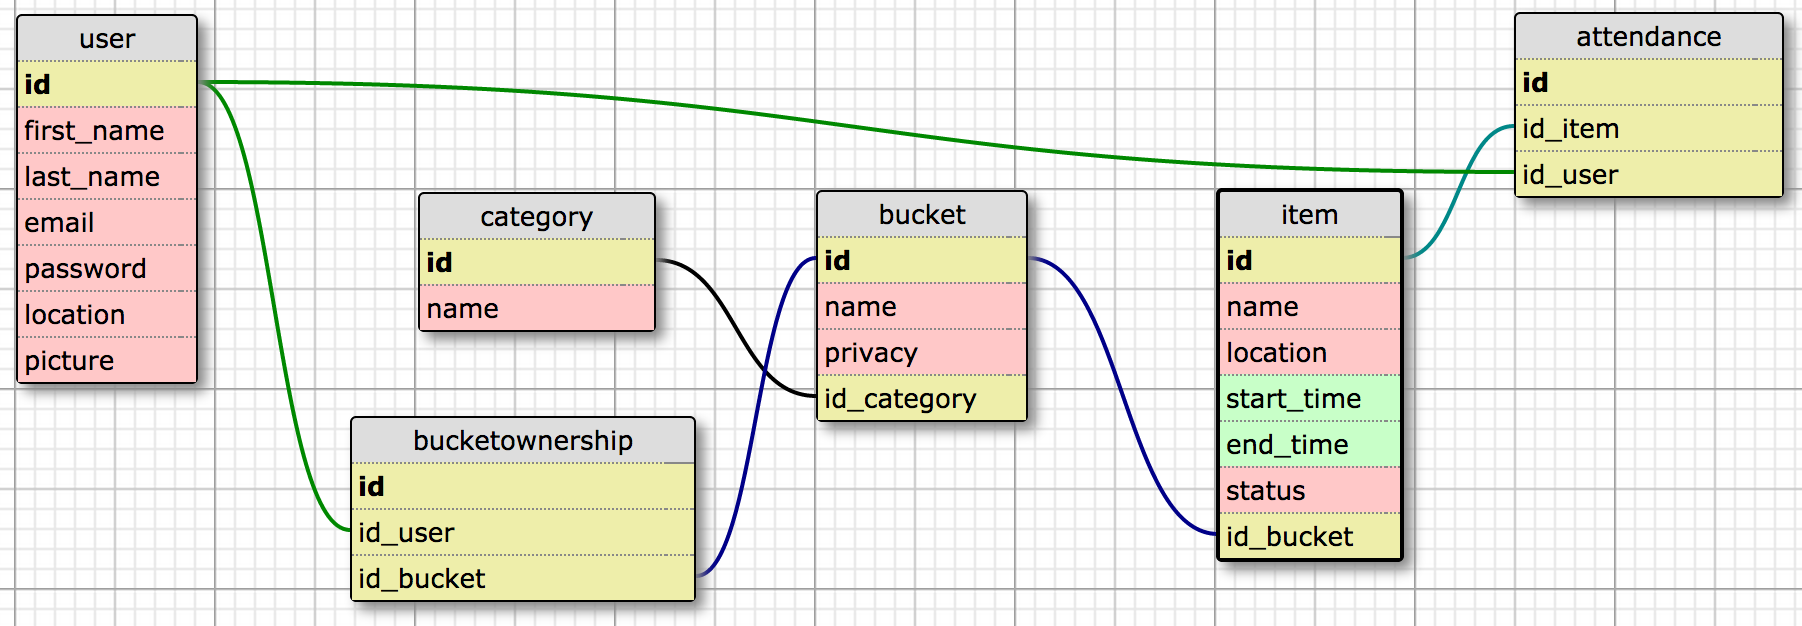 user
id
first_name
last_name
email
password
location
picture
category
id
name
bucketownership
id
id_user
id_bucket
bucket
id
name
privacy
id_category
item
id
name
location
start_time
end_time
status
id_bucket
attendance
id
id_item
id_user